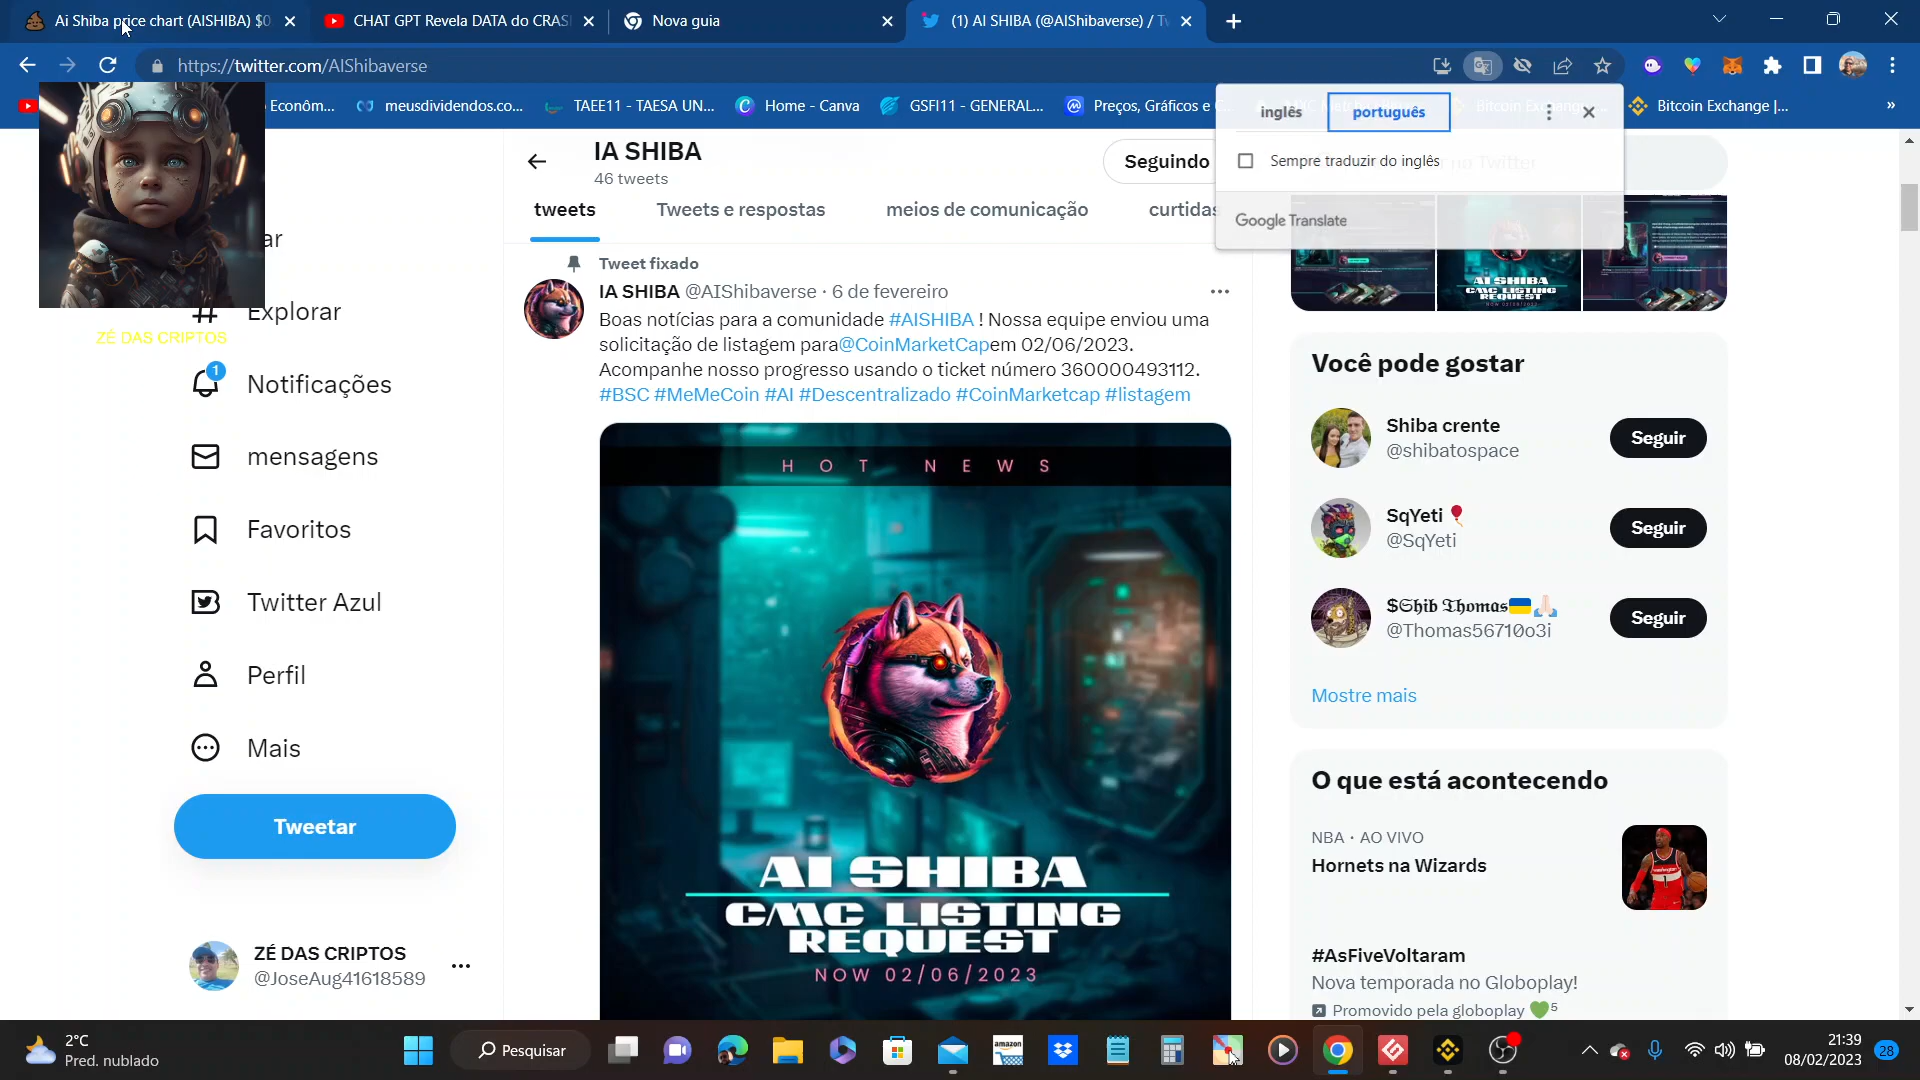 Ai Shiba price chart (AISHIBA) $0
CHAT GPT Revela DATA do CRAS
Nova guia
(1) AI SHIBA (@AIShibaverse) / Tw
https://twitter.com/AIShibaverse
Econôm...
meusdividendos.co...
TAEE11 - TAESA UN...
Home - Canva
GSFI11 - GENERAL...
Preços, Gráficos e
Bitcoin Exchange |...
»
inglês
português
Sempre traduzir do inglês
Google Translate
IA SHIBA
46 tweets
Seguindo
tweets
Tweets e respostas
meios de comunicação
curtidas
ZÉ DAS CRIPTOS
ar
Explorar
1
Notificações
mensagens
Favoritos
Twitter Azul
Perfil
Mais
Tweetar
ZÉ DAS CRIPTOS
@JoseAug41618589
Tweet fixado
IA SHIBA @AIShibaverse · 6 de fevereiro
Boas notícias para a comunidade #AISHIBA ! Nossa equipe enviou uma
solicitação de listagem para@CoinMarketCapem 02/06/2023.
Acompanhe nosso progresso usando o ticket número 360000493112.
#BSC #MeMeCoin #AI #Descentralizado #CoinMarketcap #listagem
HOT NEWS
AI SHIBA
CMC LISTING
REQUEST
NOW 02/06/2023
AI SHIBA
CMC LISTING
REQUEST
Você pode gostar
Shiba crente
@shibatospace
Seguir
SqYeti
@SqYeti
Seguir
$𝕾𝖍𝖎𝖇 𝕿𝖍𝖔𝖒𝖆𝖘
@Thomas56710o3i
Seguir
Mostre mais
O que está acontecendo
NBA · AO VIVO
Hornets na Wizards
#AsFiveVoltaram
Nova temporada no Globoplay!
Promovido pela globoplay 💚⁵
2°C
Pred. nublado
Pesquisar
amazon
21:39
08/02/2023
28